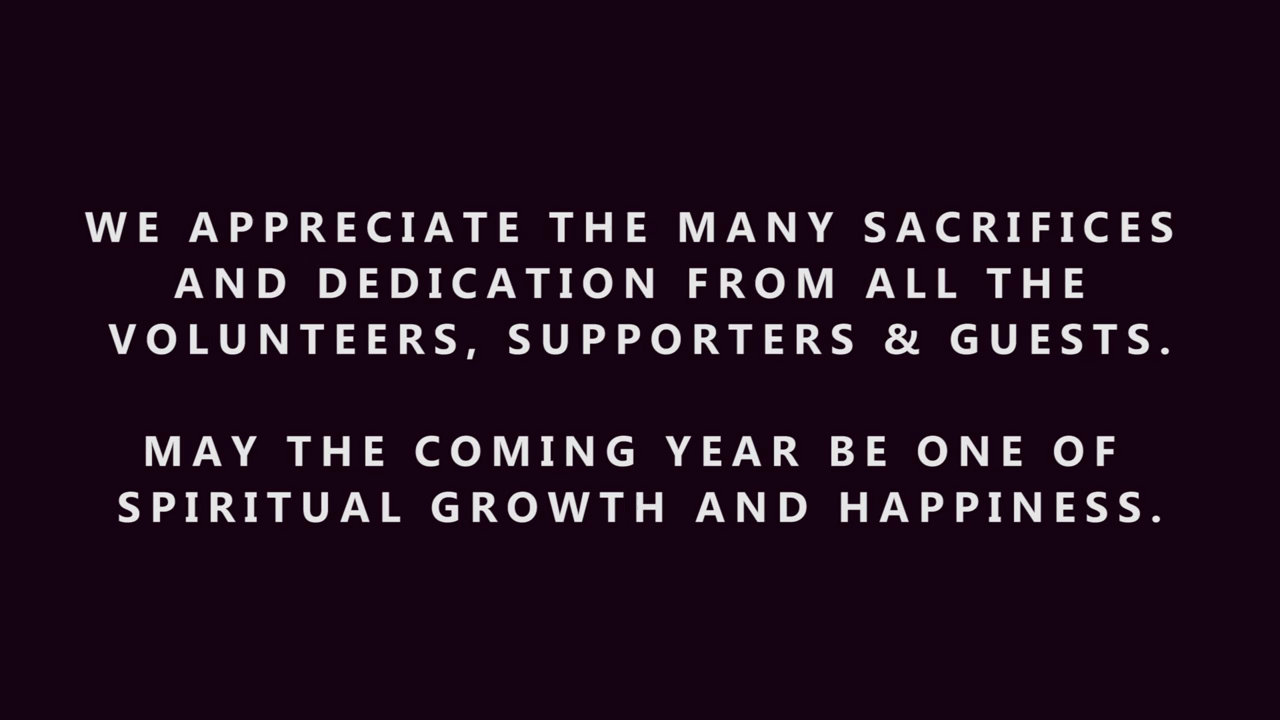 WE APPRECIATE THE MANY SACRIFICES
AND DEDICATION FROM ALL THE
VOLUNTEERS, SUPPORTERS & GUESTS.
MAY THE COMING YEAR BE ONE OF
SPIRITUAL GROWTH AND HAPPINESS.